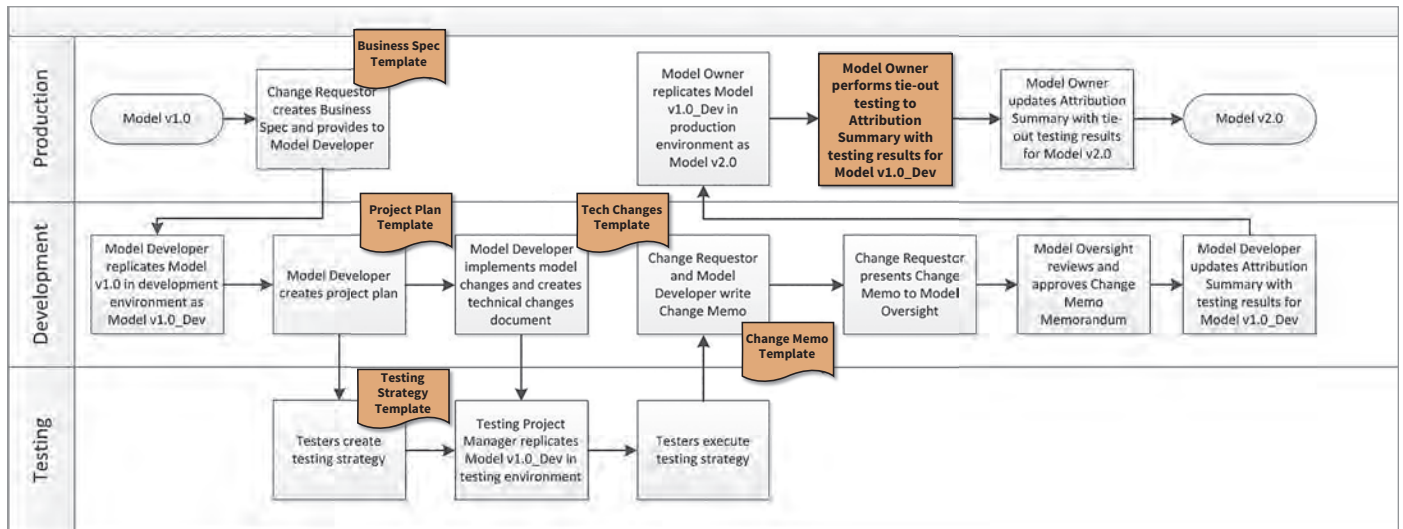 Production
Model v1.0
Change Requestor
creates Business
Spec and provides to
Model Developer
Business Spec
Template
Model Owner
replicates Model
v1.0_Dev in
production
environment as
Model v2.0
Model Owner
performs tie-out
testing to
Attribution
Summary with
testing results for
Model v1.0_Dev
Model Owner
updates Attribution
Summary with tie-
out testing results
for Model v2.0
Model v2.0
Development
Model Developer
replicates Model
v1.0 in development
environment as
Model v1.0_Dev
Model Developer
creates project plan
Project Plan
Template
Model Developer
implements model
changes and creates
technical changes
document
Tech Changes
Template
Change Requestor
and Model
Developer write
Change Memo
Change Memo
Template
Change Requestor
presents Change
Memo to Model
Oversight
Model Oversight
reviews and
approves Change
Memo
Memorandum
Model Developer
updates Attribution
Summary with
testing results for
Model v1.0_Dev
Testing
Testers create
testing strategy
Testing
Strategy
Template
Testing Project
Manager replicates
Model v1.0_Dev in
testing environment
Testers execute
testing strategy